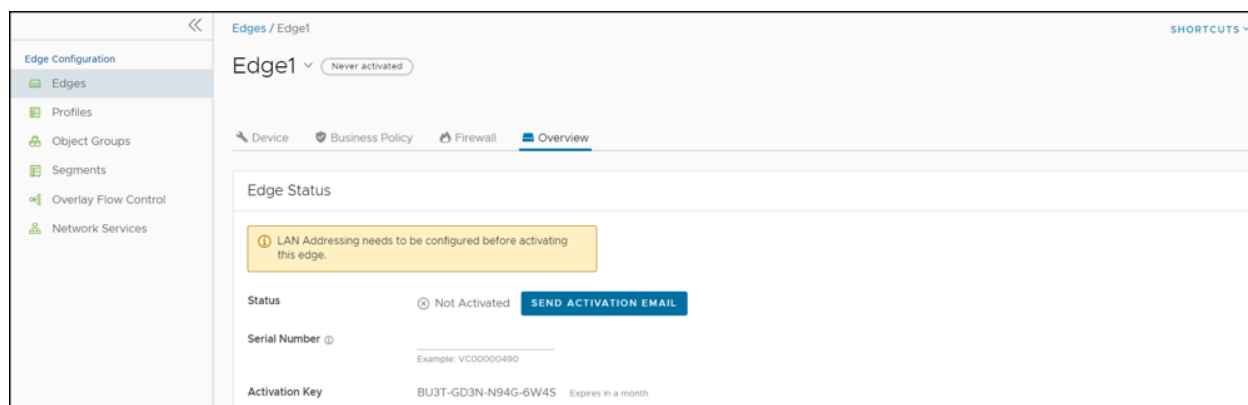 Edges / Edge1
SHORTCUTS
Edge Configuration
Edge1
Never activated
Edges
Profiles
Object Groups
Segments
Overlay Flow Control
Network Services
Device
Business Policy
Firewall
Overview
Edge Status
LAN Addressing needs to be configured before activating
this edge.
Status
Not Activated
SEND ACTIVATION EMAIL
Serial Number
Example: VC00000490
Activation Key
BU3T-GD3N-N94G-6W4S
Expires in a month